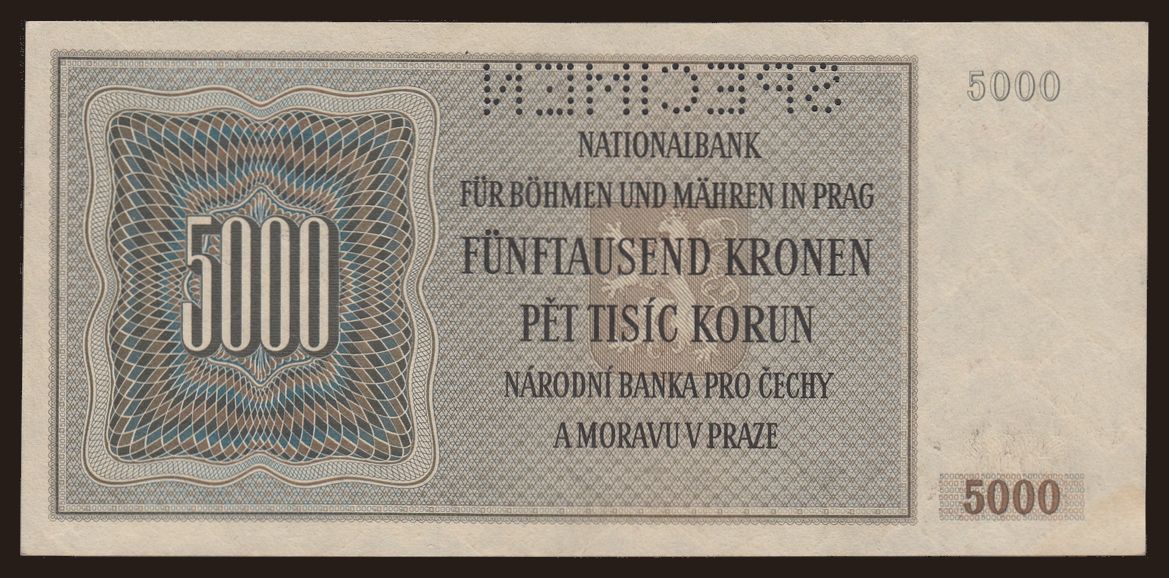 SPECIMEN
5000
NATIONALBANK
FÜR BÖHMEN UND MÄHREN IN PRAG
5000
FÜNFTAUSEND KRONEN
PĚT TISÍC KORUN
NÁRODNÍ BANKA PRO ČECHY
A MORAVU V PRAZE
5000